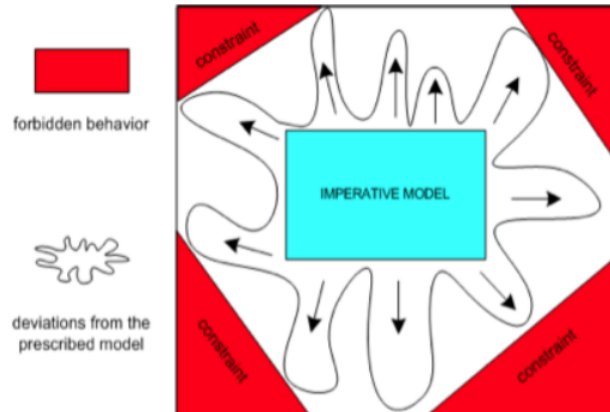 forbidden behavior
deviations from the
prescribed model
constraint
constraint
IMPERATIVE MODEL
constraint
constraint